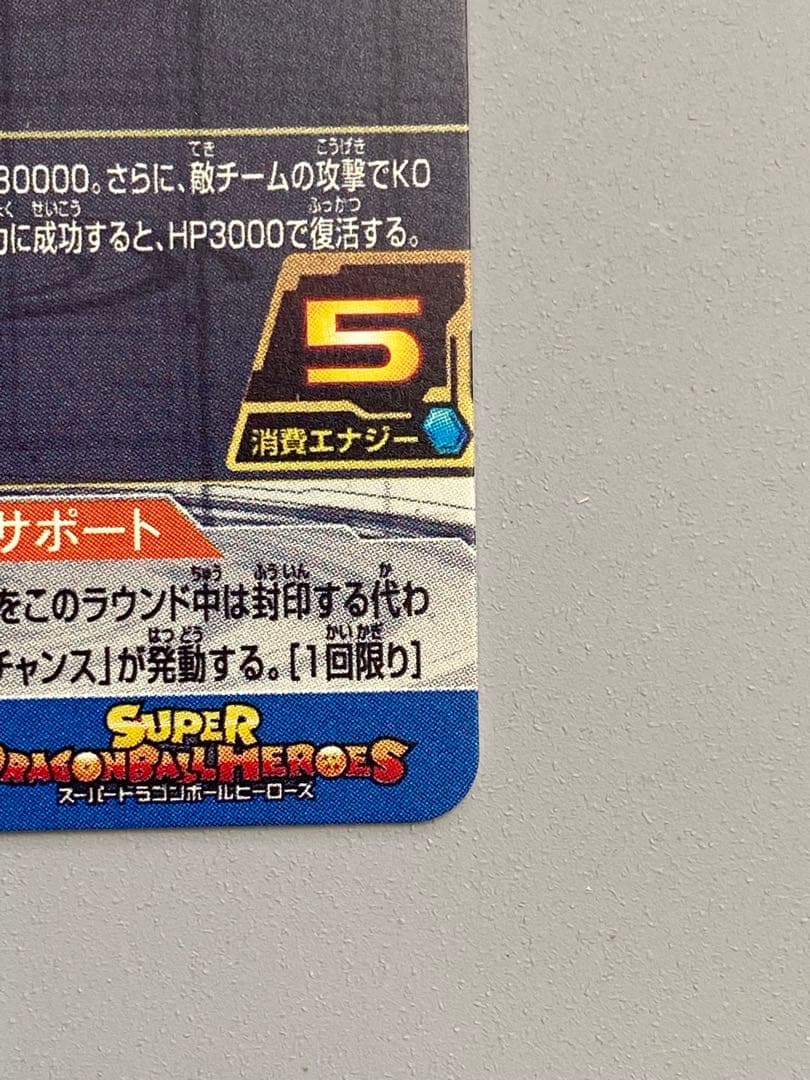 30000。さらに、敵チームの攻撃でKO
に成功すると、HP3000で復活する。
5
消費エナジー
サポート
をこのラウンド中は封印する代わ
チャンス」が発動する。[1回限り]
SUPER
DRAGONBALL HEROES
スーパードラゴンボールヒーローズ